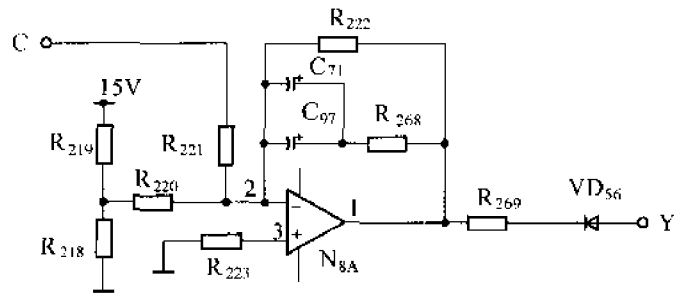 R222
C
C71
15V
C97
R268
R219
R221
R220
2
1
R269
VD56
Y
3
R218
R223
N8A
−
+